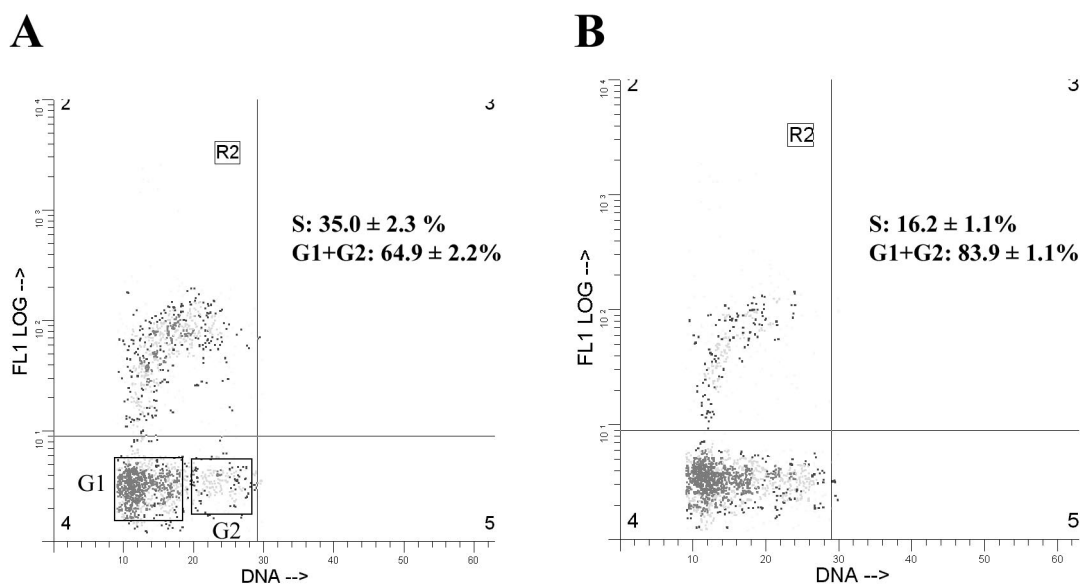 A
2
3
R2
S: 35.0 ± 2.3 %
G1+G2: 64.9 ± 2.2%
G1
G2
4
5
10 4
10 3
10 2
10 1
FL1 LOG -->
10 20 30 40 50 60
DNA -->
B
2
3
R2
S: 16.2 ± 1.1%
G1+G2: 83.9 ± 1.1%
4
5
10 4
10 3
10 2
10 1
FL1 LOG -->
10 20 30 40 50 60
DNA -->